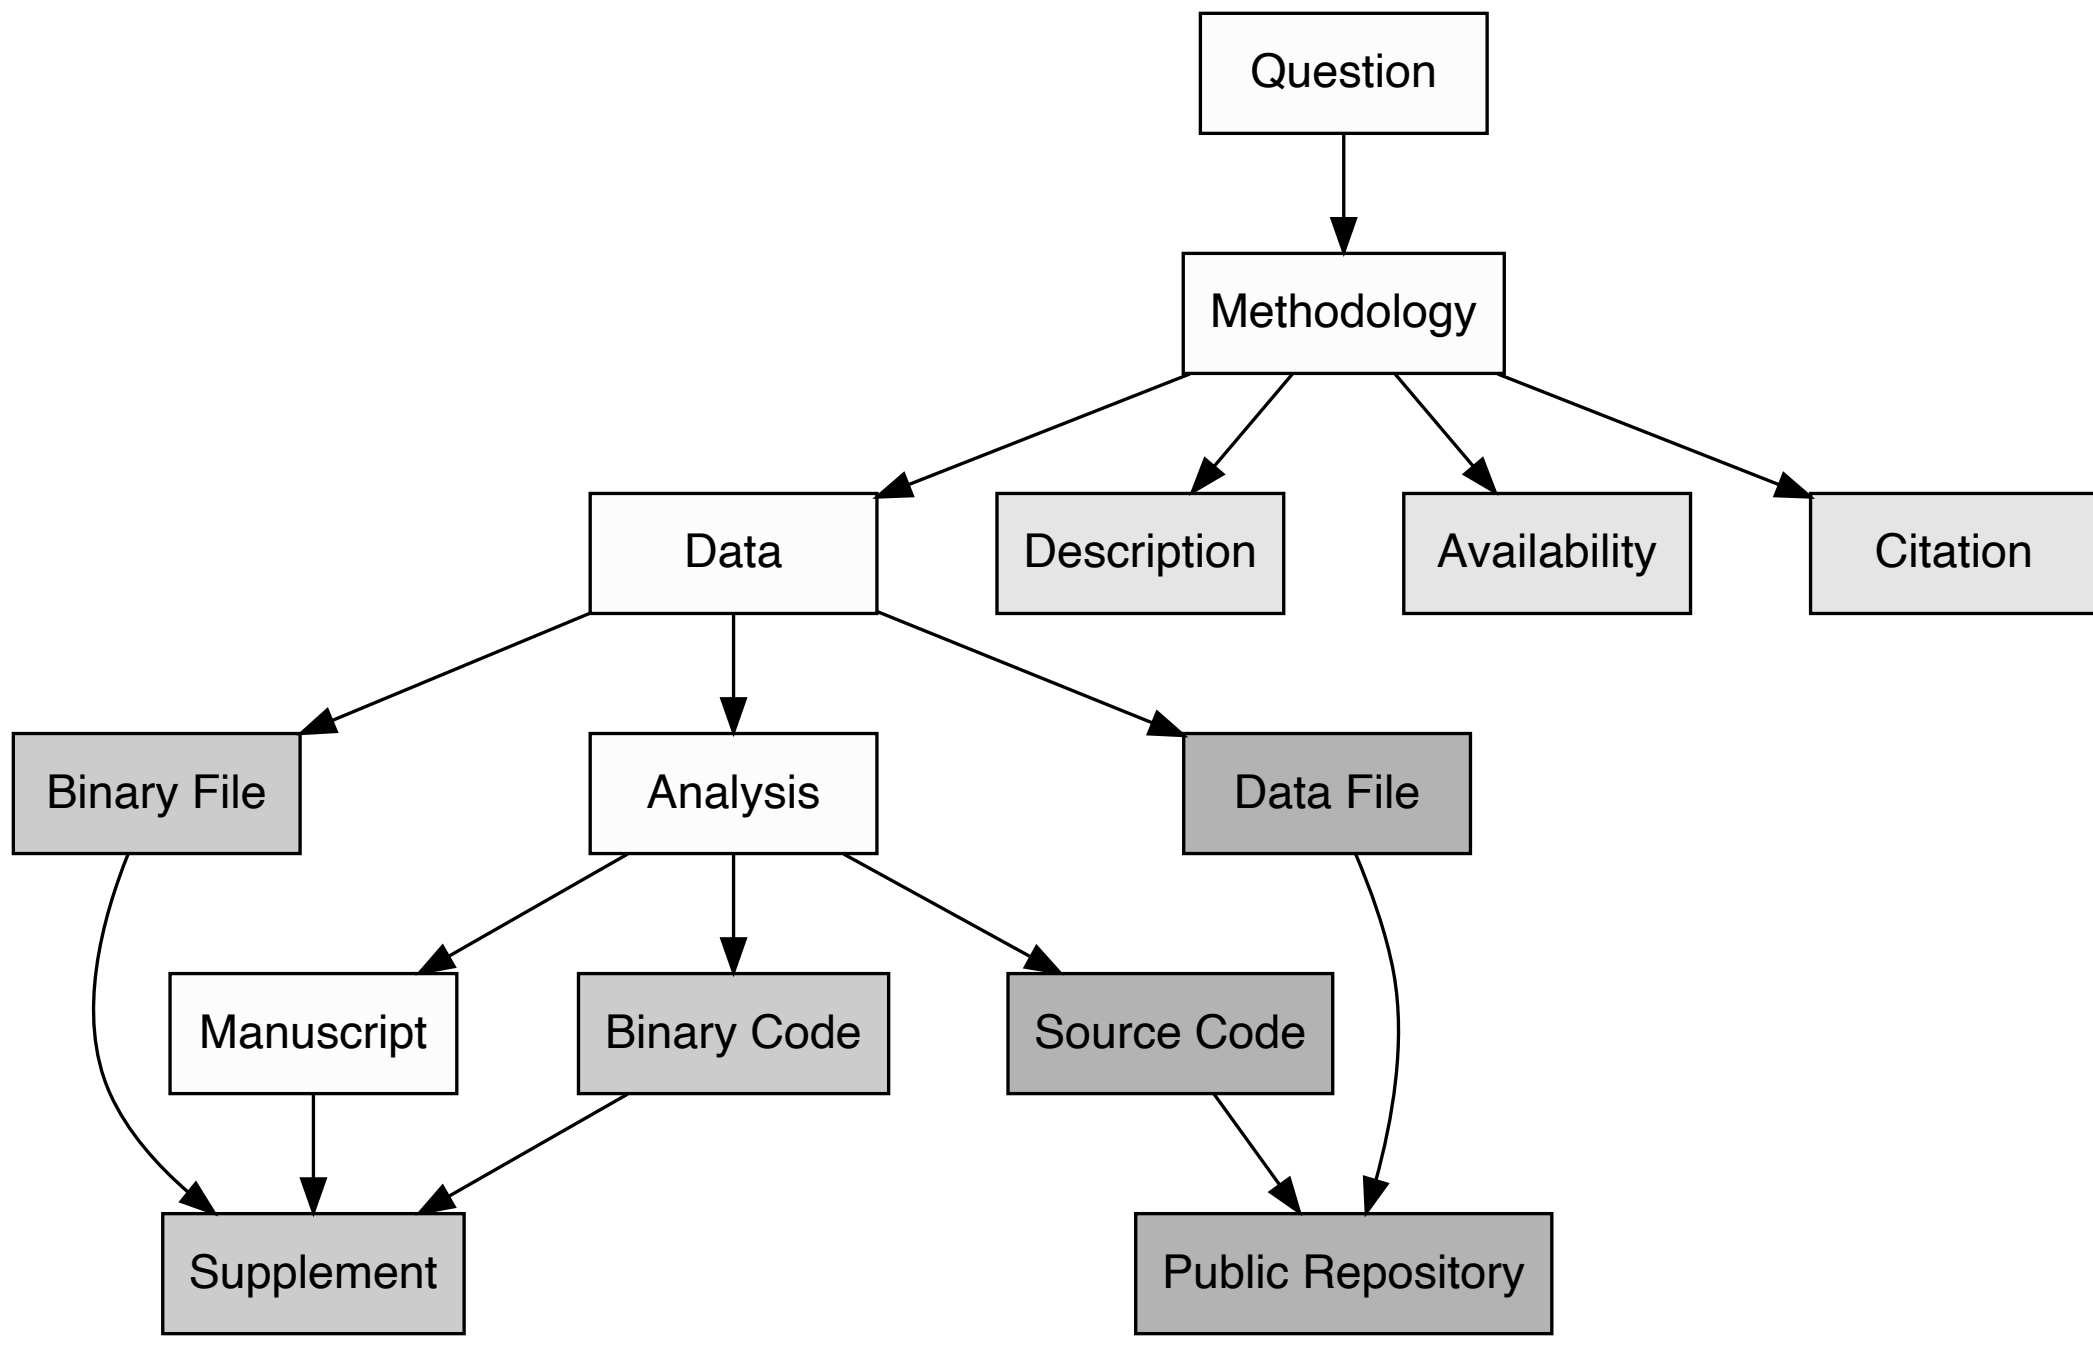 Question
Methodology
Data
Description
Availability
Citation
Binary File
Analysis
Data File
Manuscript
Binary Code
Source Code
Supplement
Public Repository